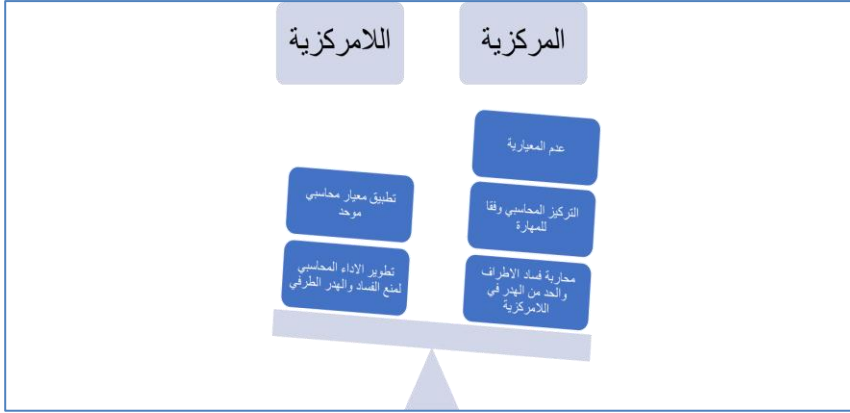 المركزية
اللامركزية
عدم المعيارية
التركيز المحاسبي وفقا
للمهارة
محاربة فساد الاطراف
والحد من الهدر في
اللامركزية
تطبيق معيار محاسبي
موحد
تطوير الاداء المحاسبي
لمنع الفساد والهدر الطرفي